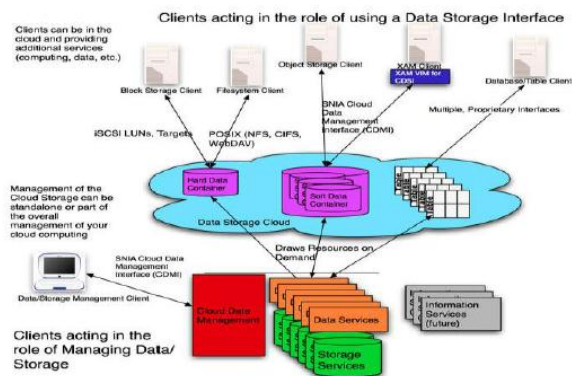 Clients acting in the role of using a Data Storage Interface
Clients can be in the
cloud and providing
additional services
(computing, data, etc.)
Block Storage Client
Filesystem Client
Object Storage Client
XAM Client
XAM VIM for
CDSI
Database/Table Client
iSCSI LUNs, Targets
POSIX (NFS, CIFS,
WebDAV)
SNIA Cloud
Data
Management
Interface (CDMI)
Multiple, Proprietary Interfaces
Hard Data
Container
Soft Data
Container
Table
Table
Table
Table
Management of the
Cloud Storage can be
standalone or part of the
overall management of
your cloud computing
Data Storage Cloud
Draws Resources on
Demand
SNIA Cloud Data
Management
Interface (CDMI)
Data/Storage Management Client
Cloud Data
Management
Data Services
Storage
Services
Information
Services
(future)
Clients acting in the
role of Managing Data/
Storage